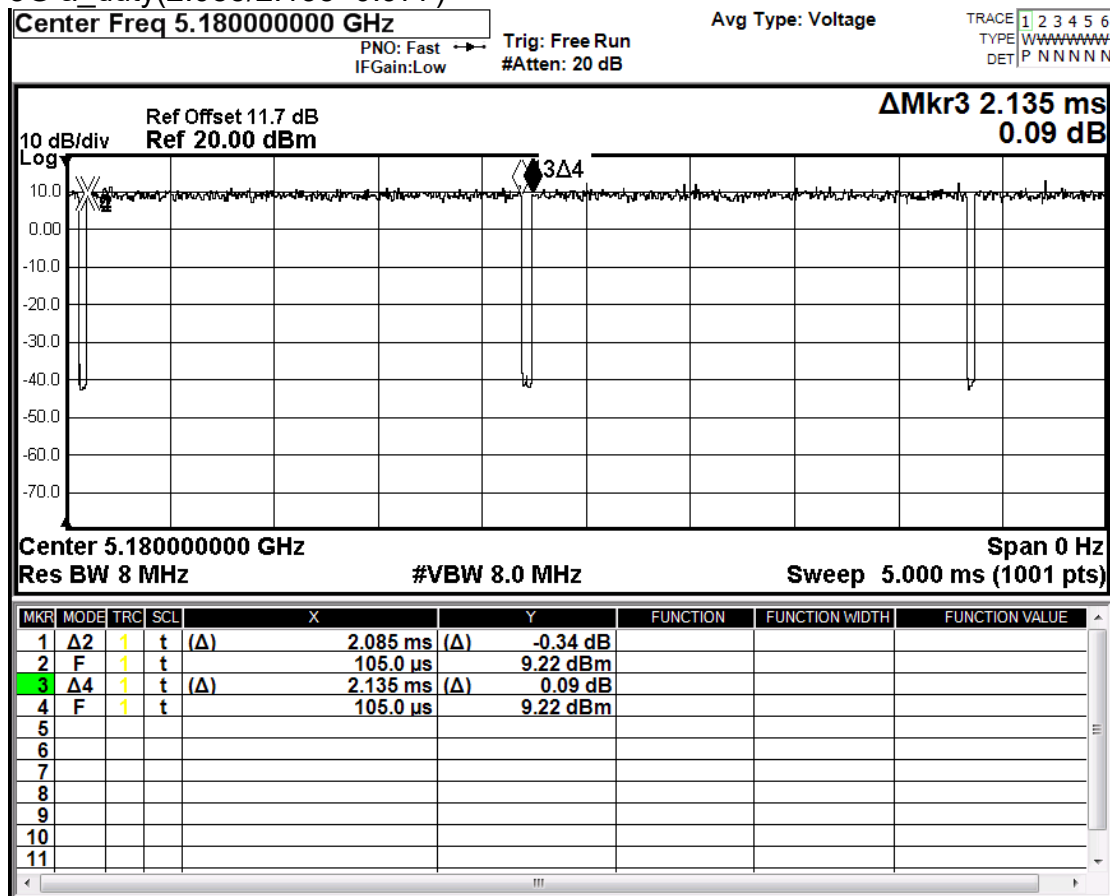 Center Freq 5.180000000 GHz
PNO: Fast
IFGain:Low
Trig: Free Run
#Atten: 20 dB
Avg Type: Voltage
TRACE 1 2 3 4 5 6
TYPE WWWWWW
DET P N N N N N
ΔMkr3 2.135 ms
0.09 dB
Ref Offset 11.7 dB
Ref 20.00 dBm
10 dB/div
Log
3Δ4
10.0
0.00
-10.0
-20.0
-30.0
-40.0
-50.0
-60.0
-70.0
Center 5.180000000 GHz
Span 0 Hz
Res BW 8 MHz
#VBW 8.0 MHz
Sweep 5.000 ms (1001 pts)
MKR MODE TRC SCL X Y FUNCTION FUNCTION WIDTH FUNCTION VALUE
1 Δ2 1 t (Δ) 2.085 ms (Δ) -0.34 dB
2 F 1 t 105.0 µs 9.22 dBm
3 Δ4 1 t (Δ) 2.135 ms (Δ) 0.09 dB
4 F 1 t 105.0 µs 9.22 dBm
5
6
7
8
9
10
11